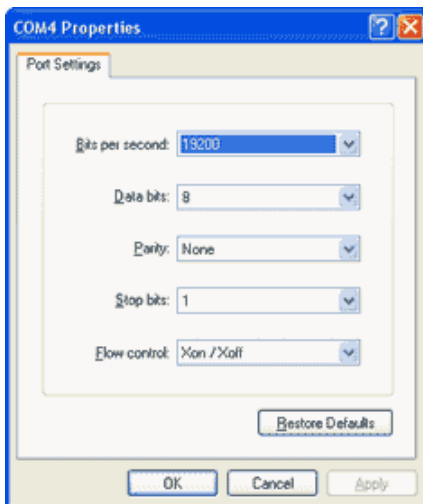 COM4 Properties
Port Settings
Bits per second: 19200
Data bits: 8
Parity: None
Stop bits: 1
Flow control: Xon / Xoff
Restore Defaults
OK Cancel Apply